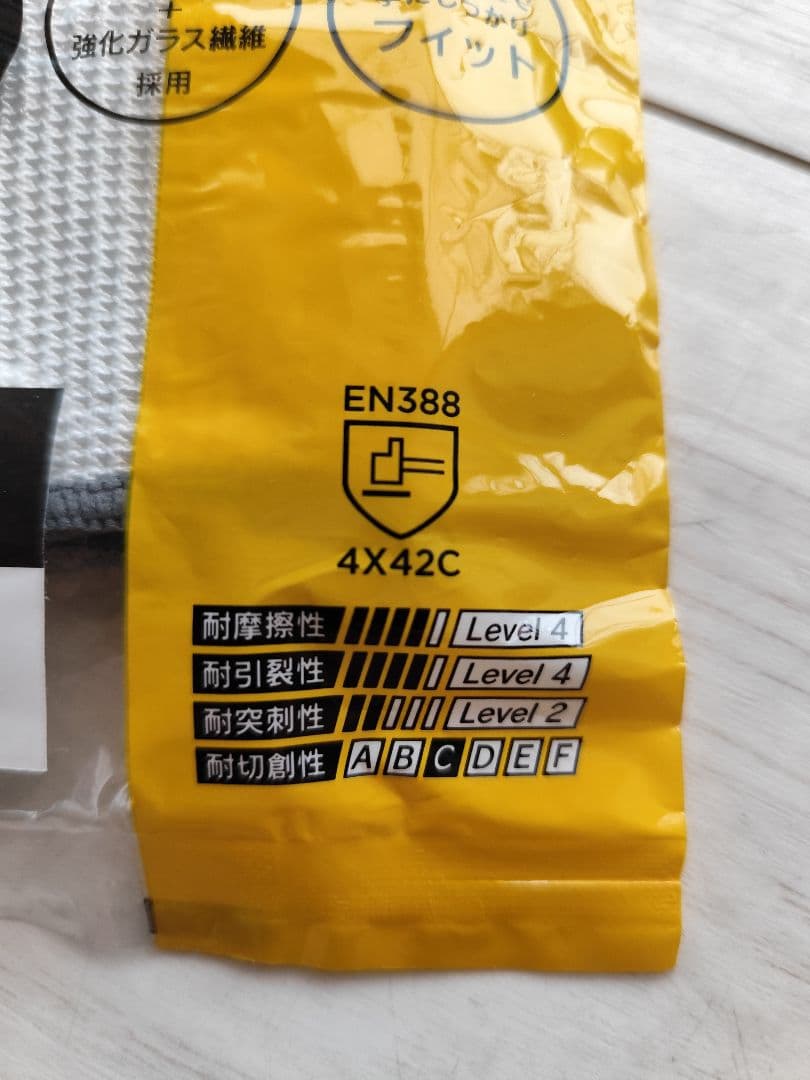 +
強化ガラス繊維
採用
フィット
EN388
4X42C
耐摩擦性 Level 4
耐引裂性 Level 4
耐突刺性 Level 2
耐切創性 A B C D E F